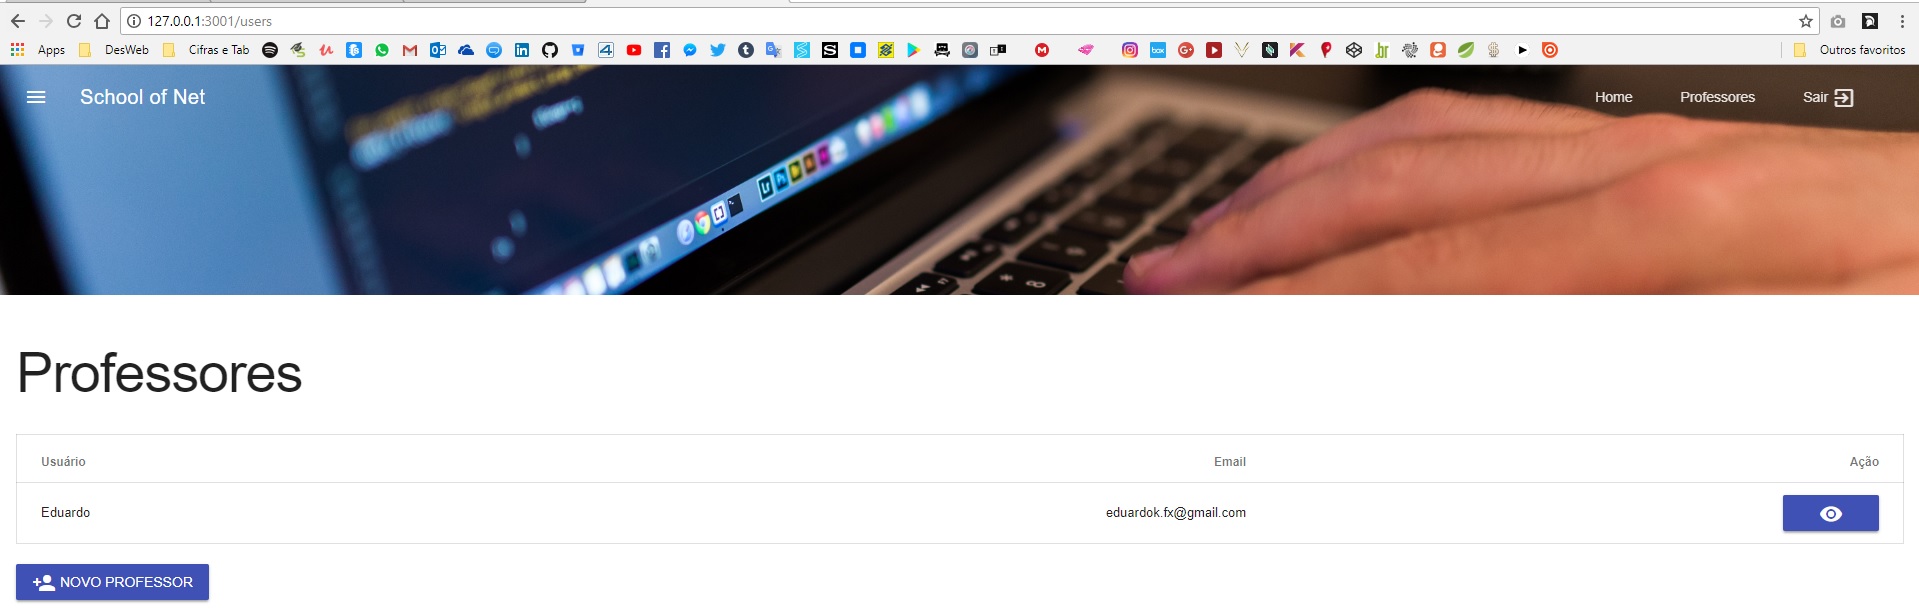 127.0.0.1:3001/users
Apps DesWeb Cifras e Tab Outros favoritos
School of Net Home Professores Sair
Professores
Usuário Email Ação
Eduardo eduardok.fx@gmail.com
NOVO PROFESSOR